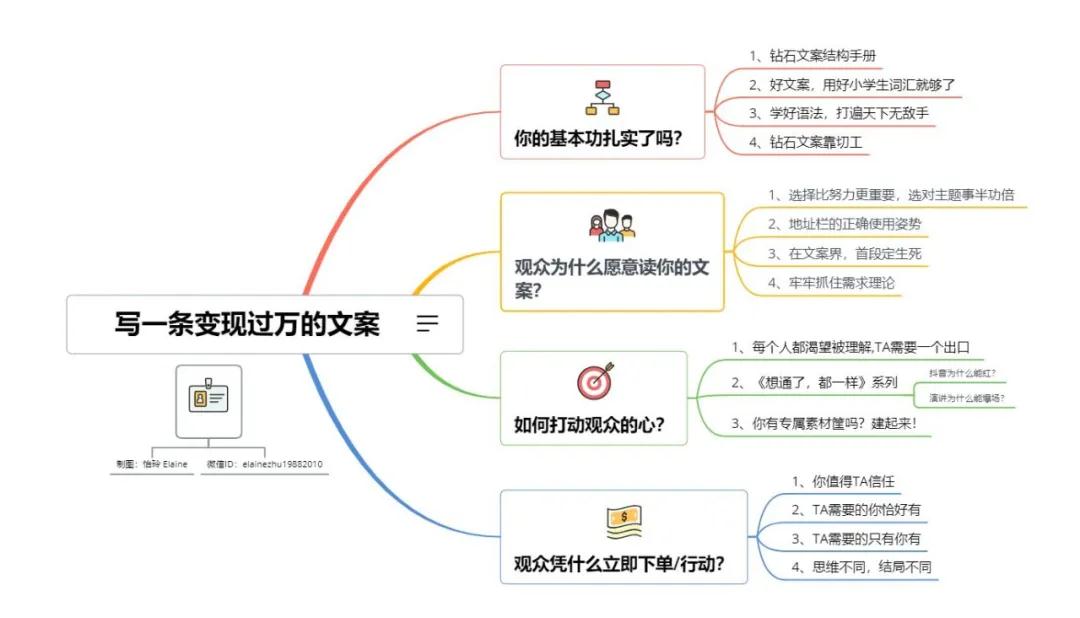 写一条变现过万的文案
制图：怡玲 Elaine
微信ID：elainezhu19882010
你的基本功扎实了吗?
1、钻石文案结构手册
2、好文案，用好小学生词汇就够了
3、学好语法，打遍天下无敌手
4、钻石文案靠切工
观众为什么愿意读你的文
案?
1、选择比努力更重要，选对主题事半功倍
2、地址栏的正确使用姿势
3、在文案界，首段定生死
4、牢牢抓住需求理论
如何打动观众的心?
1、每个人都渴望被理解,TA需要一个出口
2、《想通了，都一样》系列
抖音为什么能红?
演讲为什么能爆场?
3、你有专属素材筐吗？建起来！
观众凭什么立即下单/行动?
$
1、你值得TA信任
2、TA需要的你恰好有
3、TA需要的只有你有
4、思维不同，结局不同